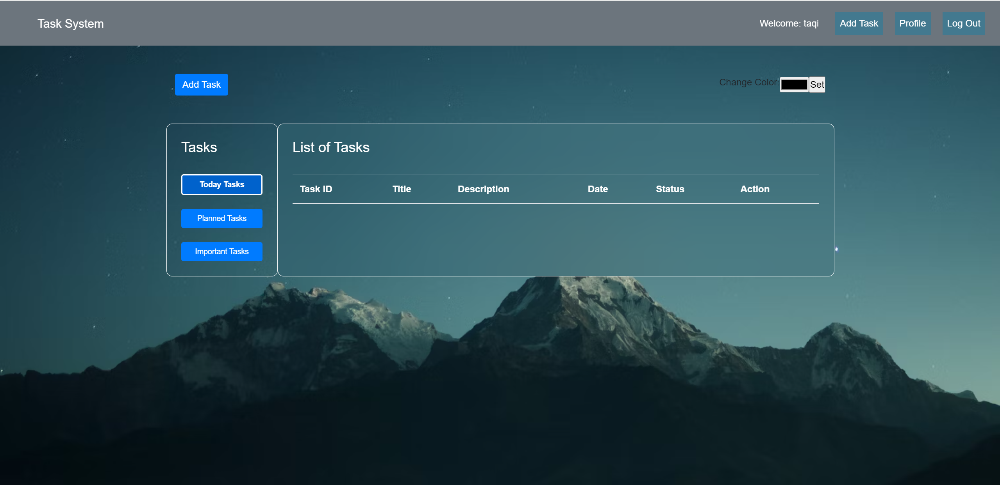 Task System
Welcome: taqi
Add Task
Profile
Log Out
Add Task
Change Color:
Set
Tasks
Today Tasks
Planned Tasks
Important Tasks
List of Tasks
Task ID Title Description Date Status Action